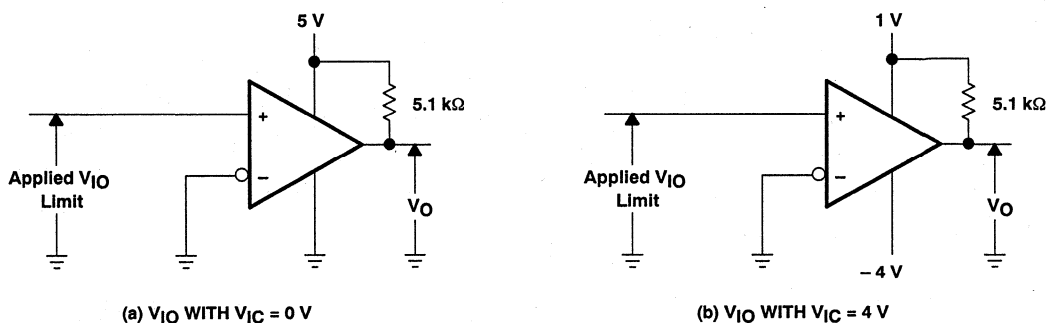 5 V
5.1 kΩ
+
−
Applied VIO
Limit
VO
(a) VIO WITH VIC = 0 V
1 V
5.1 kΩ
+
−
Applied VIO
Limit
VO
− 4 V
(b) VIO WITH VIC = 4 V